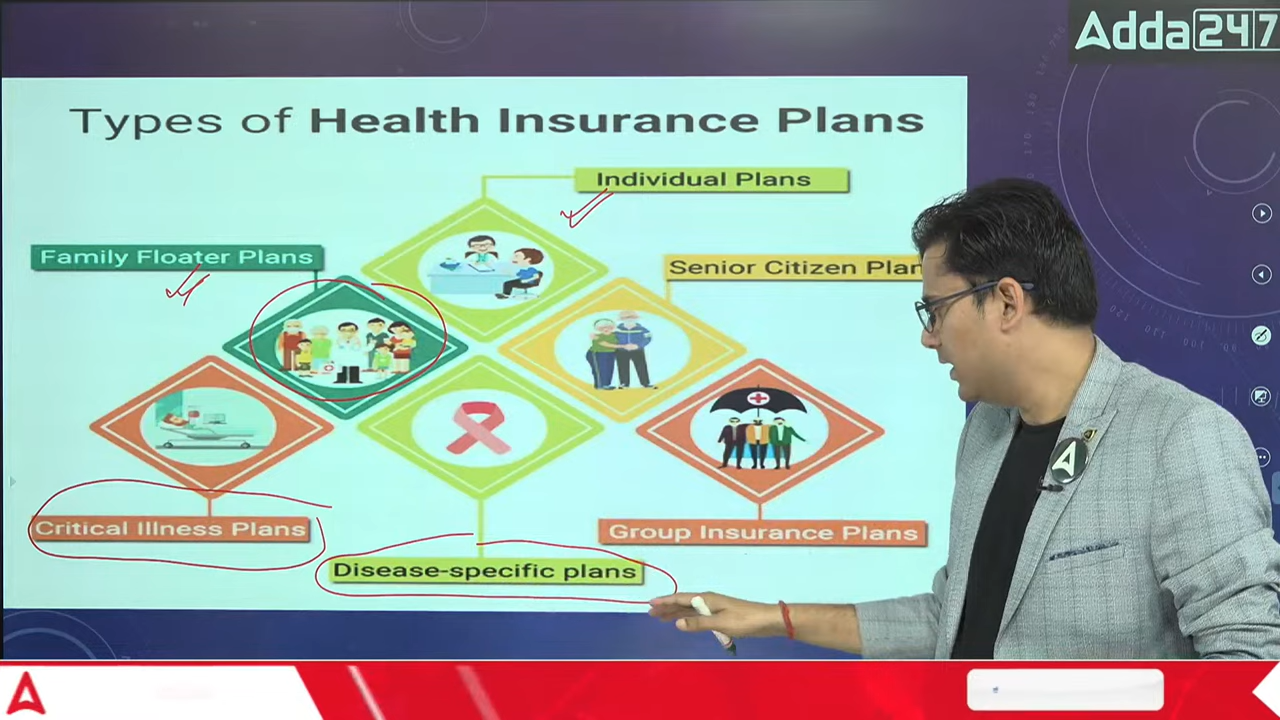 Adda247
Types of Health Insurance Plans
Individual Plans
Family Floater Plans
Senior Citizen Plan
Critical Illness Plans
Group Insurance Plans
Disease-specific plans